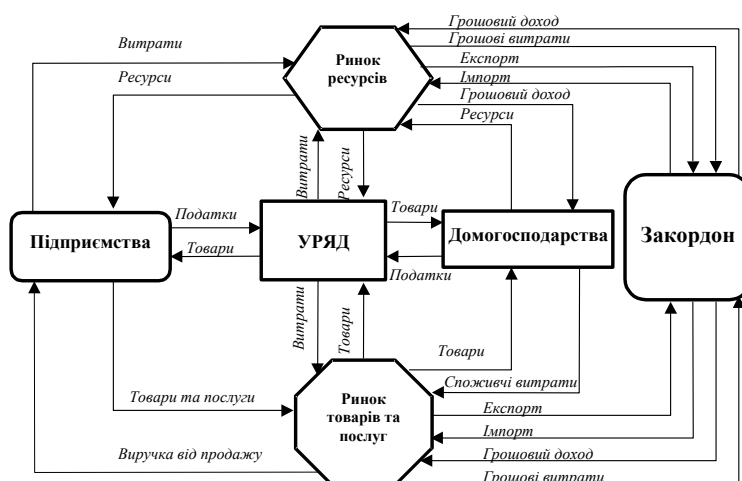 Грошовий доход
Витрати
Грошові витрати
Ринок
ресурсів
Експорт
Імпорт
Ресурси
Грошовий доход
Ресурси
Витрати
Ресурси
Податки
Товари
Підприємства
УРЯД
Домогосподарства
Закордон
Товари
Податки
Витрати
Товари
Товари
Споживчі витрати
Товари та послуги
Ринок
товарів та
послуг
Експорт
Імпорт
Виручка від продажу
Грошовий доход
Грошові витрати